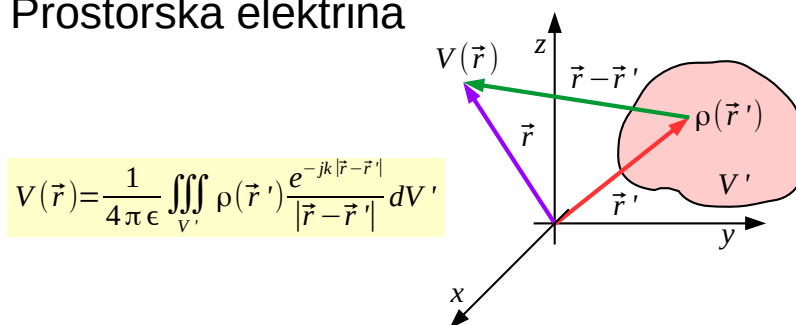 Prostorska elektrina
V(r⃗)=1/(4πϵ) ∭_V' ρ(r⃗') e^(-jk|r⃗-r⃗'|)/|r⃗-r⃗'| dV'
z
V(r⃗)
r⃗-r⃗'
ρ(r⃗')
r⃗
V'
r⃗'
y
x